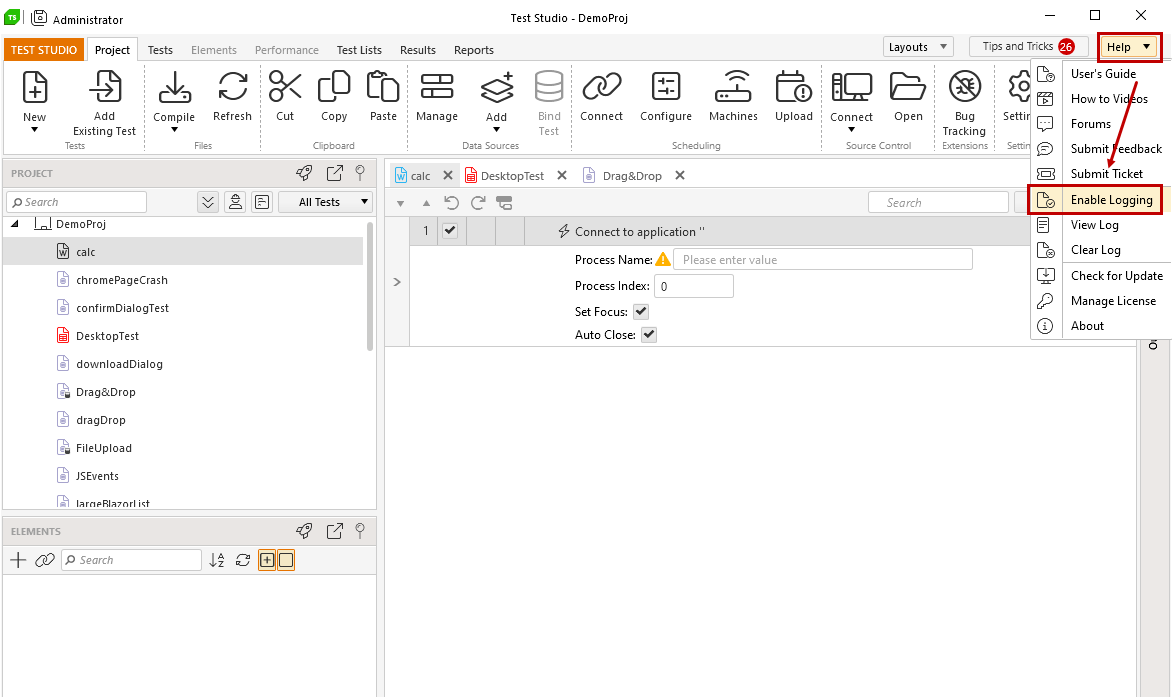 TS
Administrator
Test Studio - DemoProj
TEST STUDIO
Project
Tests
Elements
Performance
Test Lists
Results
Reports
Layouts
Tips and Tricks
26
Help
New
Add
Existing Test
Tests
Compile
Refresh
Files
Cut
Copy
Paste
Clipboard
Manage
Add
Bind
Test
Data Sources
Connect
Configure
Machines
Upload
Scheduling
Connect
Open
Source Control
Bug
Tracking
Extensions
User's Guide
How to Videos
Forums
Submit Feedback
Submit Ticket
Enable Logging
View Log
Clear Log
Check for Update
Manage License
About
PROJECT
Search
All Tests
DemoProj
calc
chromePageCrash
confirmDialogTest
DesktopTest
downloadDialog
Drag&Drop
dragDrop
FileUpload
JSEvents
largeBlazorList
calc
DesktopTest
Drag&Drop
Search
1
Connect to application ''
Process Name:
Please enter value
Process Index:
0
Set Focus:
Auto Close:
ELEMENTS
Search